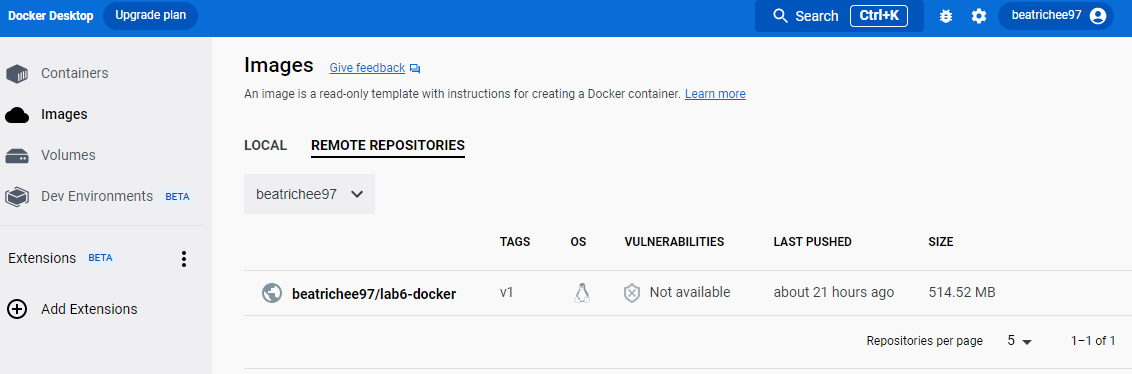 Docker Desktop Upgrade plan Search Ctrl+K beatrichee97
Containers
Images
Volumes
Dev Environments BETA
Extensions BETA
Add Extensions
Images Give feedback
An image is a read-only template with instructions for creating a Docker container. Learn more
LOCAL REMOTE REPOSITORIES
beatrichee97
TAGS OS VULNERABILITIES LAST PUSHED SIZE
beatrichee97/lab6-docker v1 Not available about 21 hours ago 514.52 MB
Repositories per page 5 1–1 of 1